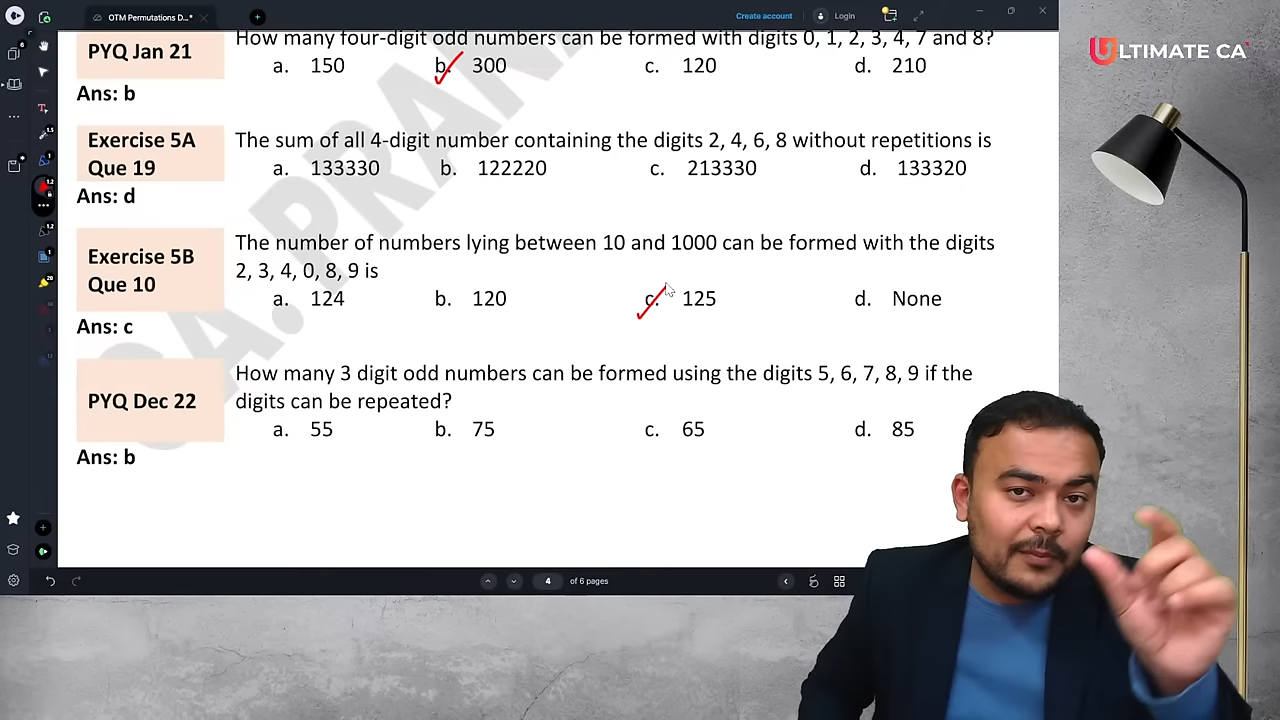 OTM Permutations D...*
Create account
Login
ULTIMATE CA
PYQ Jan 21
How many four-digit odd numbers can be formed with digits 0, 1, 2, 3, 4, 7 and 8?
a. 150 b. 300 c. 120 d. 210
Ans: b
Exercise 5A
Que 19
The sum of all 4-digit number containing the digits 2, 4, 6, 8 without repetitions is
a. 133330 b. 122220 c. 213330 d. 133320
Ans: d
Exercise 5B
Que 10
The number of numbers lying between 10 and 1000 can be formed with the digits
2, 3, 4, 0, 8, 9 is
a. 124 b. 120 c. 125 d. None
Ans: c
PYQ Dec 22
How many 3 digit odd numbers can be formed using the digits 5, 6, 7, 8, 9 if the
digits can be repeated?
a. 55 b. 75 c. 65 d. 85
Ans: b
CA. PRAN
4 of 6 pages